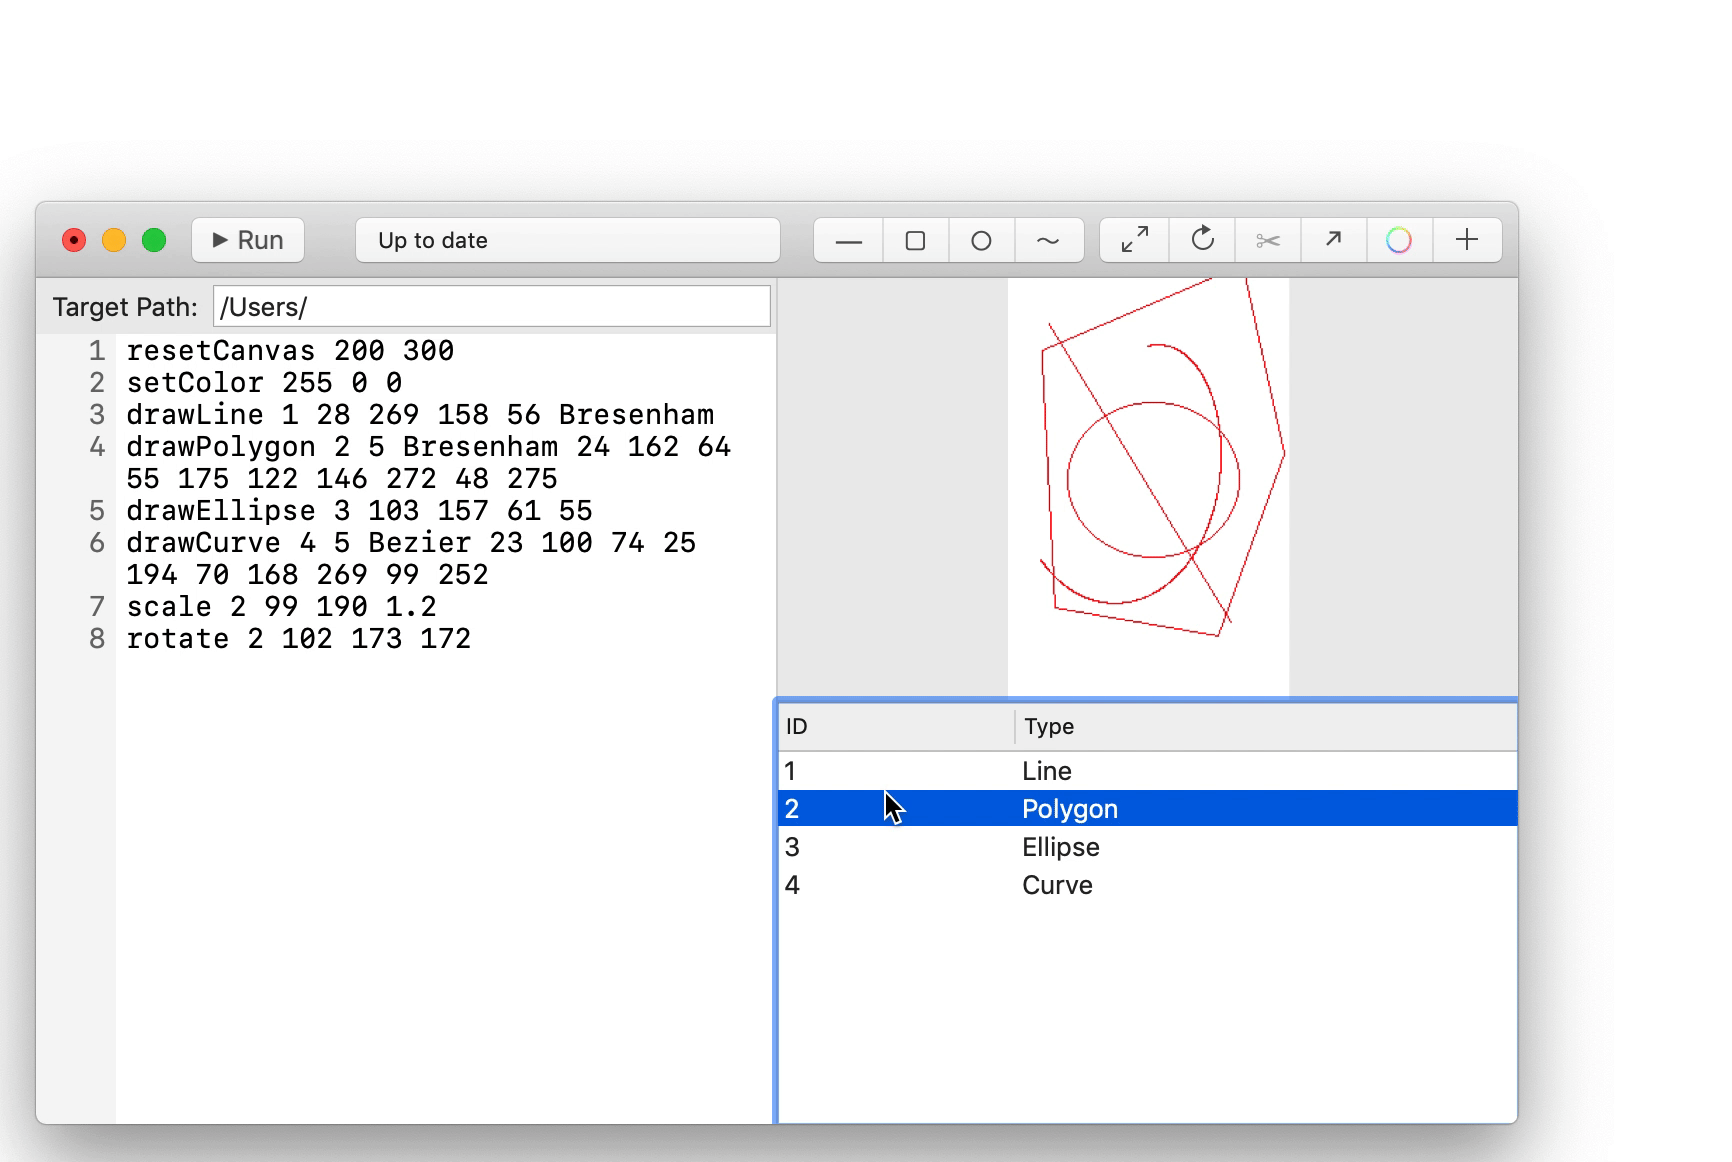 Run
Up to date
Target Path: /Users/
1 resetCanvas 200 300
2 setColor 255 0 0
3 drawLine 1 28 269 158 56 Bresenham
4 drawPolygon 2 5 Bresenham 24 162 64
55 175 122 146 272 48 275
5 drawEllipse 3 103 157 61 55
6 drawCurve 4 5 Bezier 23 100 74 25
194 70 168 269 99 252
7 scale 2 99 190 1.2
8 rotate 2 102 173 172
ID Type
1 Line
2 Polygon
3 Ellipse
4 Curve